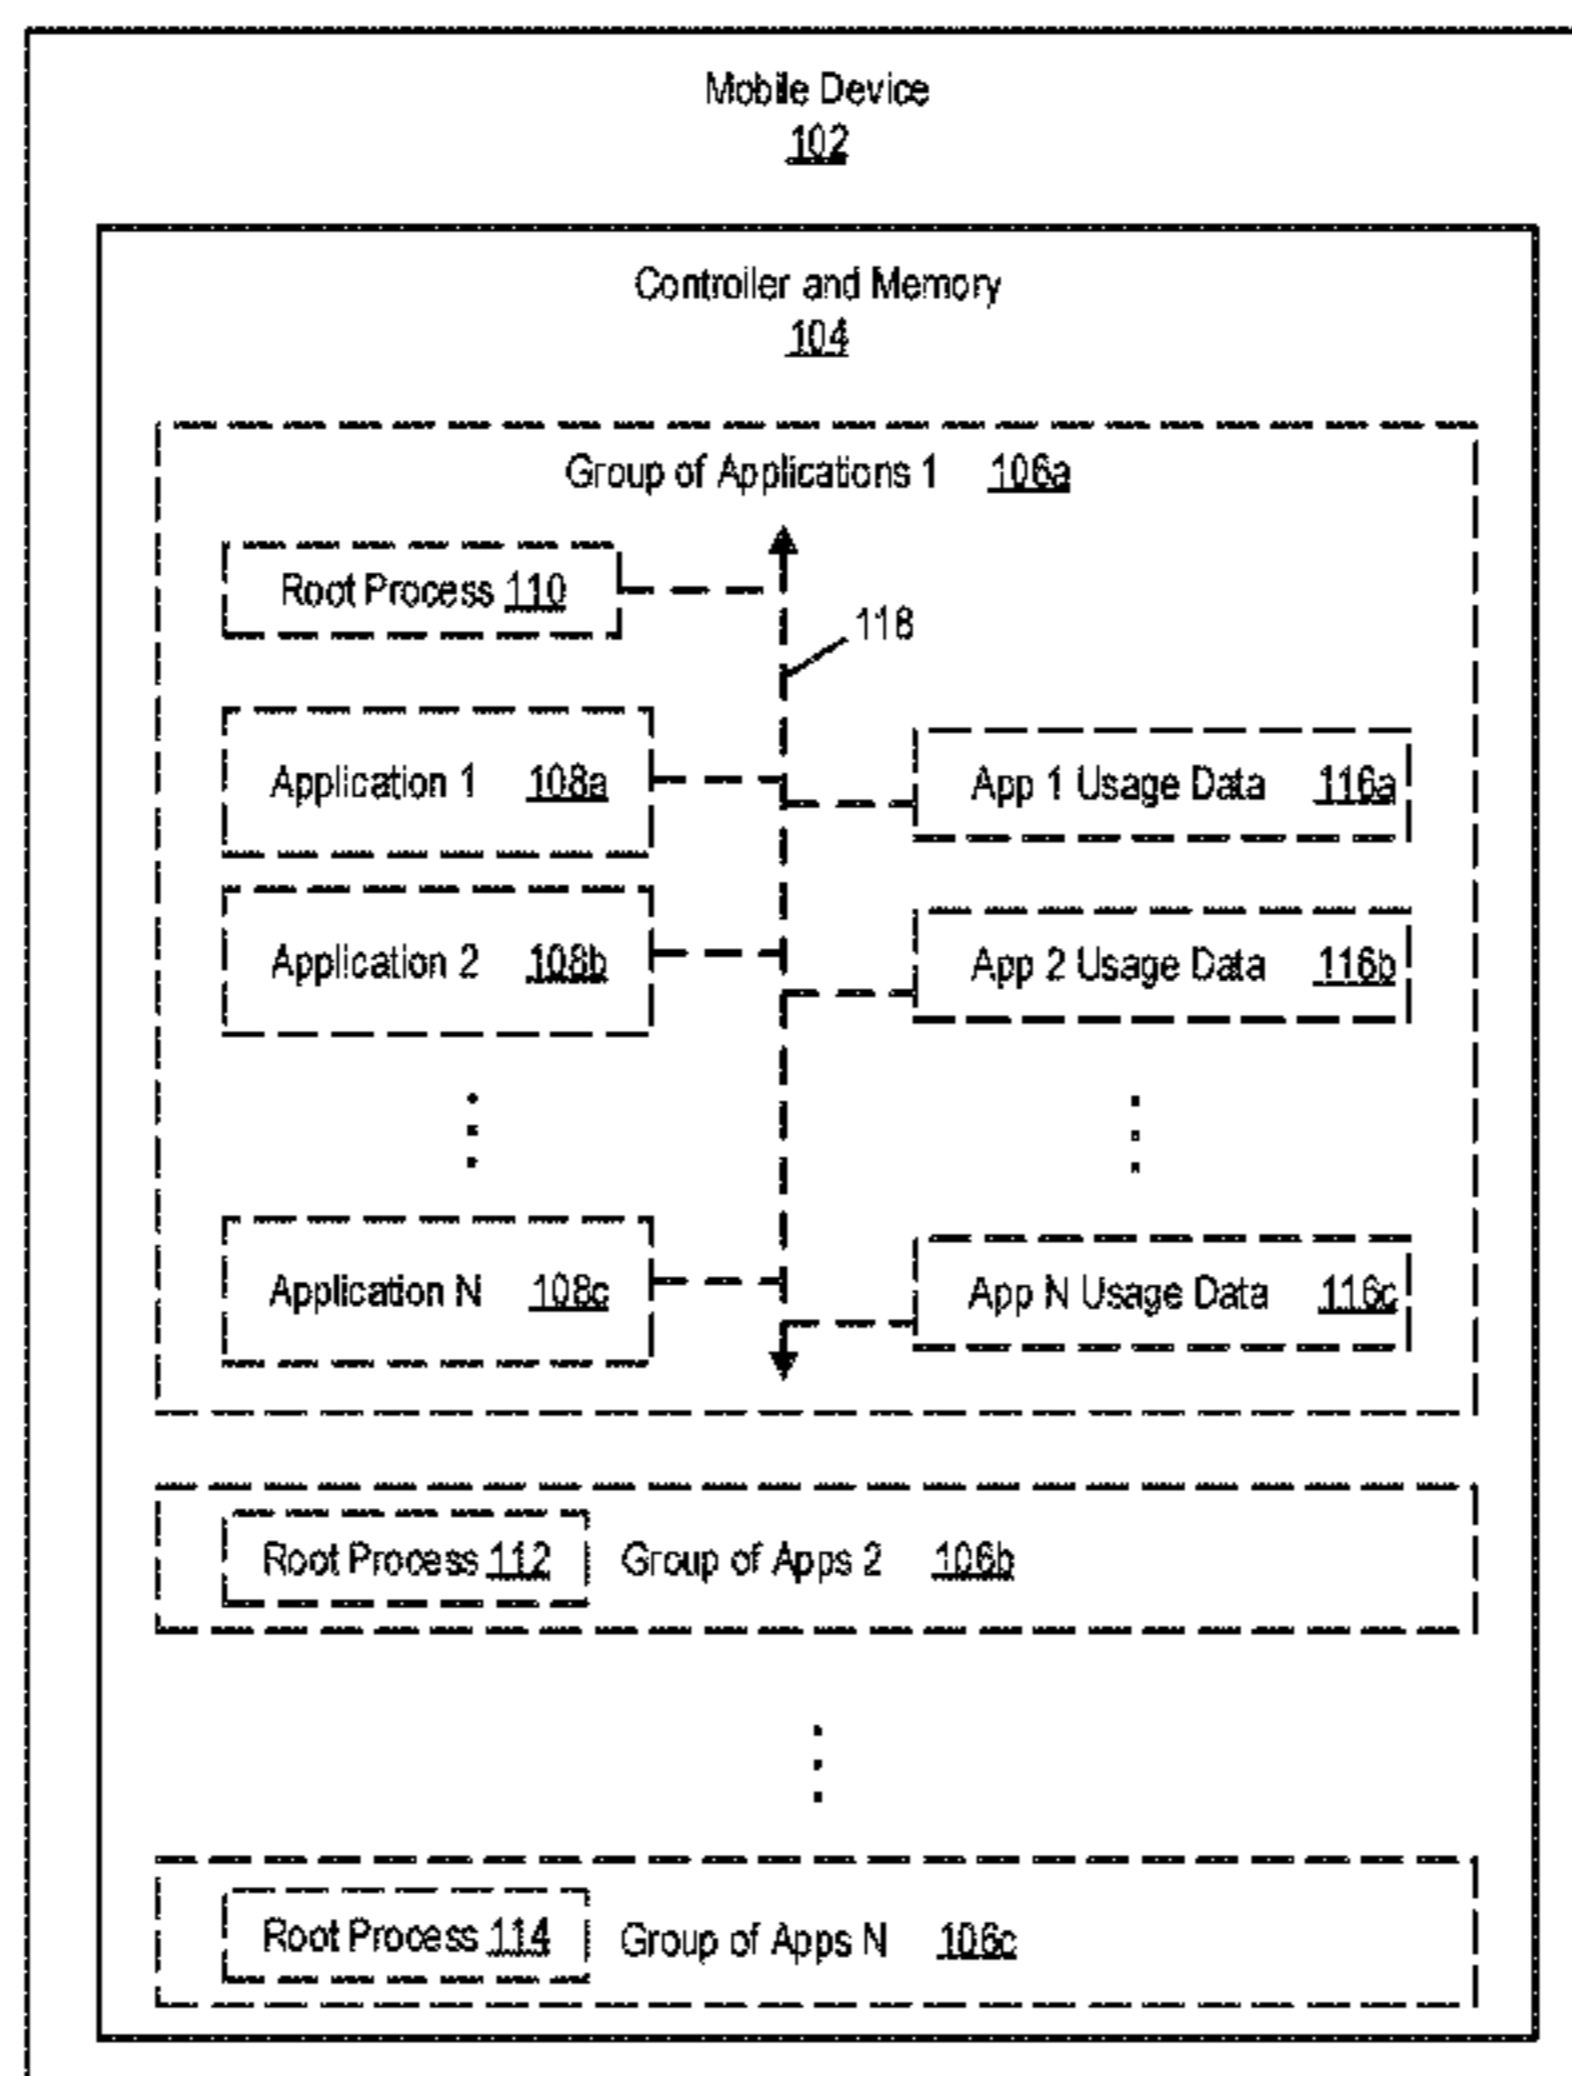 Mobile Device
102
Controller and Memory
104
Group of Applications 1 106a
Root Process 110
118
Application 1 108a
App 1 Usage Data 116a
Application 2 108b
App 2 Usage Data 116b
Application N 108c
App N Usage Data 116c
Root Process 112 Group of Apps 2 106b
Root Process 114 Group of Apps N 106c